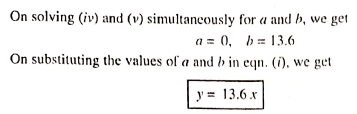 On solving (iv) and (v) simultaneously for a and b, we get
a = 0, b = 13.6
On substituting the values of a and b in eqn. (i), we get
y = 13.6 x